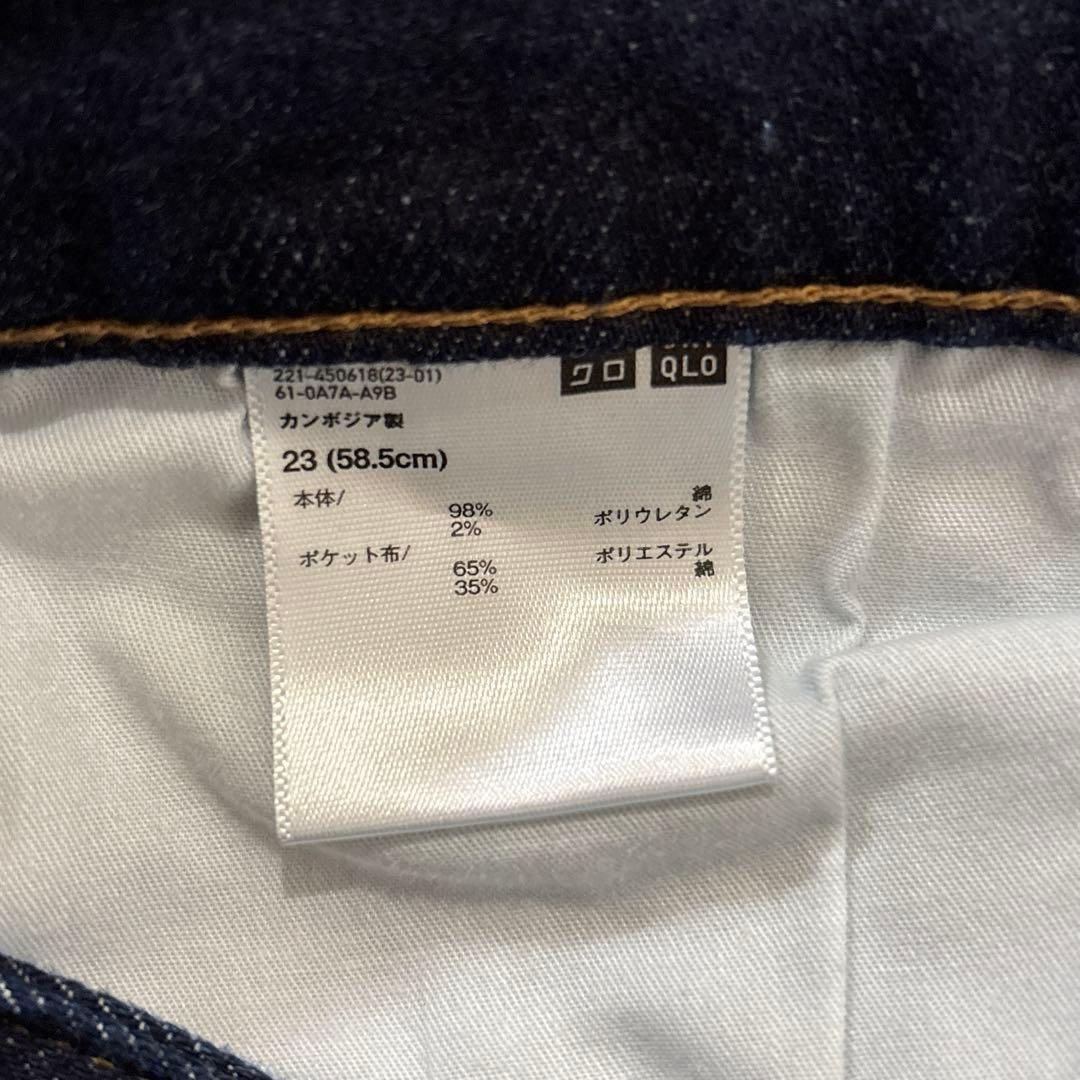 221-450618(23-01)
61-0A7A-A9B
クロ
QLO
カンボジア製
23 (58.5cm)
本体/
98% 綿
2% ポリウレタン
ポケット布/
65% ポリエステル
35% 綿